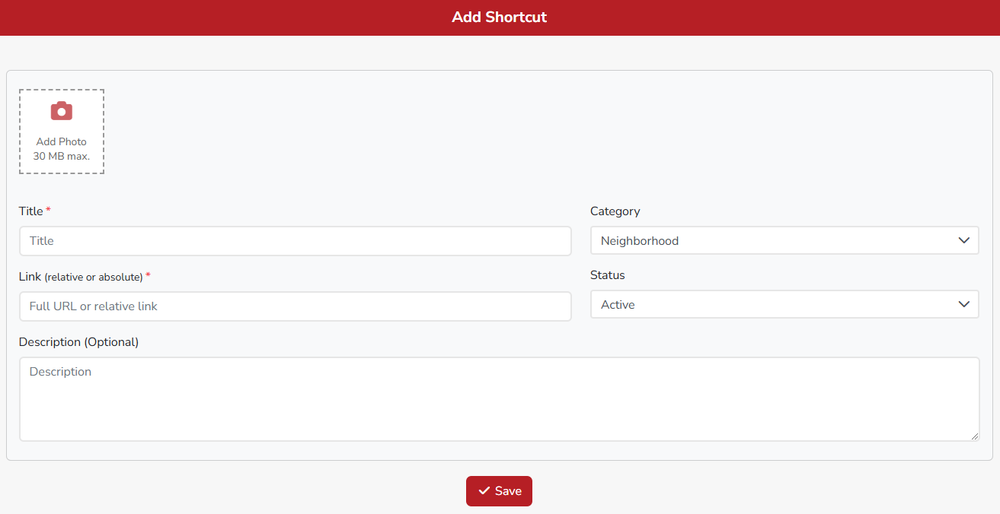 Add Shortcut
Add Photo
30 MB max.
Title *
Title
Category
Neighborhood
Link (relative or absolute) *
Full URL or relative link
Status
Active
Description (Optional)
Description
Save